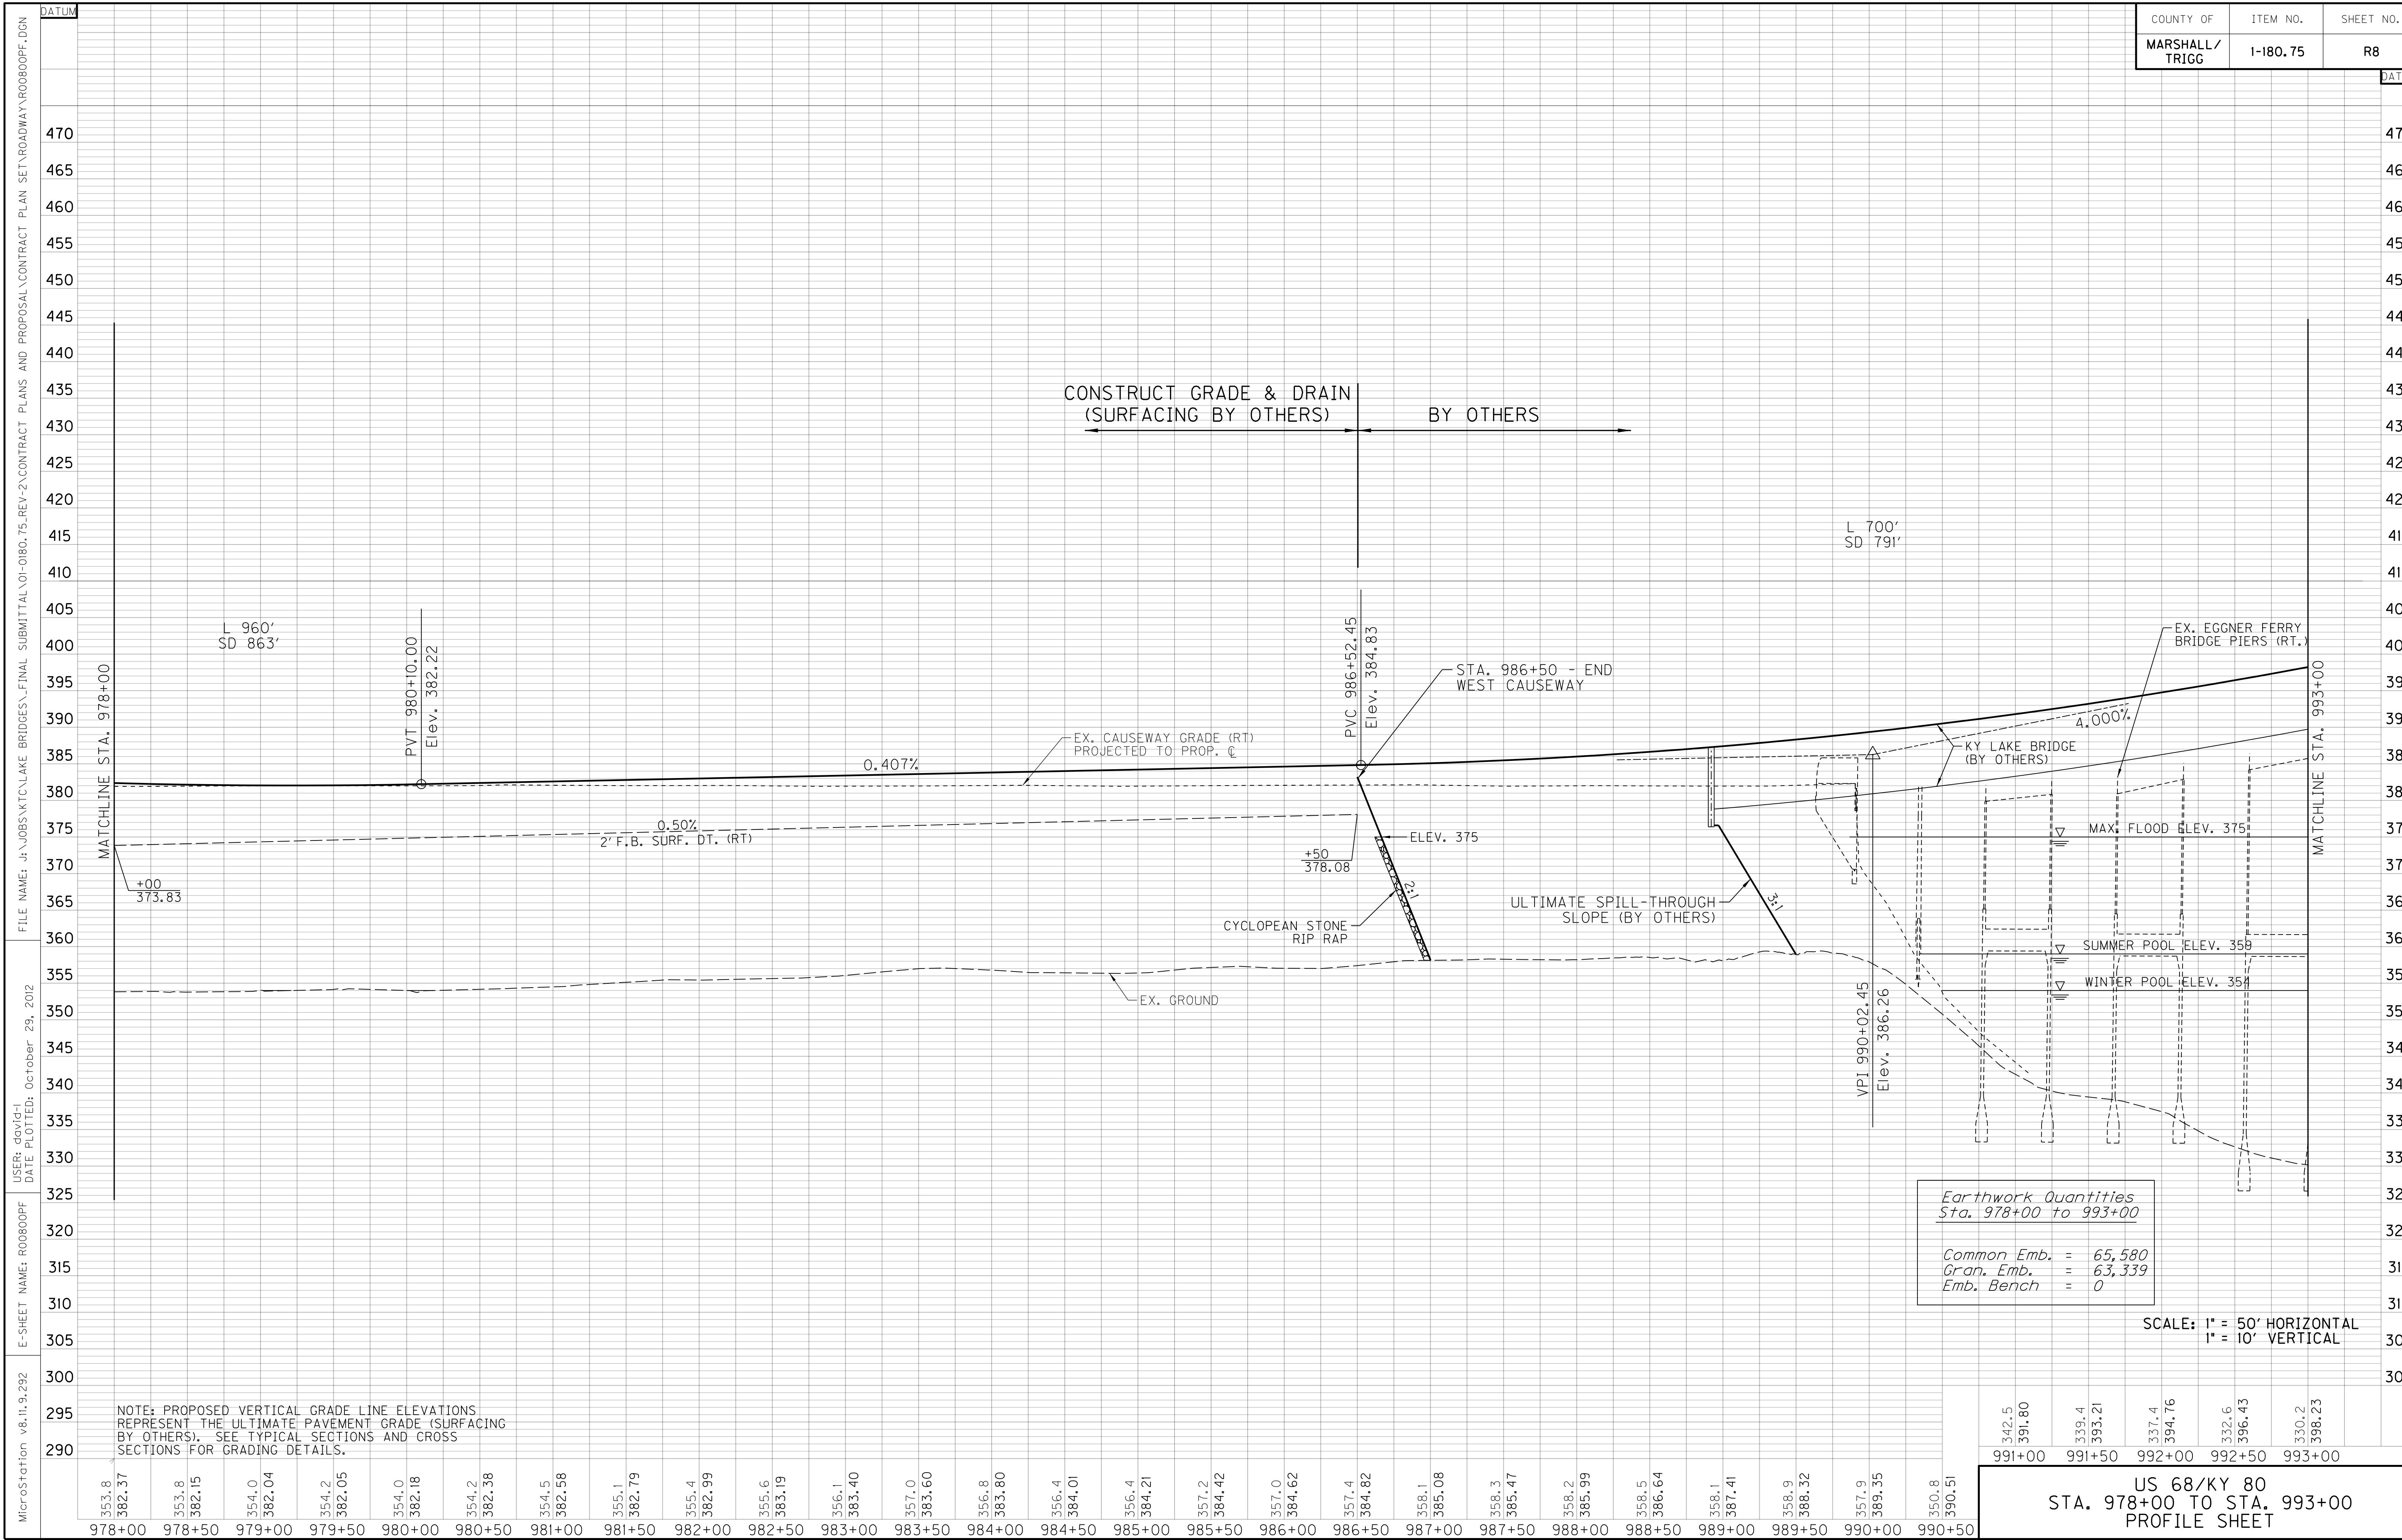 DATUM
COUNTY OF
ITEM NO.
SHEET NO.
MARSHALL/
TRIGG
1-180.75
R8
DAT
470
465
460
455
450
445
440
435
430
425
420
415
410
405
400
395
390
385
380
375
370
365
360
355
350
345
340
335
330
325
320
315
310
305
300
295
290
CONSTRUCT GRADE & DRAIN
(SURFACING BY OTHERS)
BY OTHERS
L 700'
SD 791'
L 960'
SD 863'
MATCHLINE STA. 978+00
PVT 980+10.00
Elev. 382.22
PVC 986+52.45
Elev. 384.83
STA. 986+50 - END
WEST CAUSEWAY
EX. EGGNER FERRY
BRIDGE PIERS (RT.)
EX. CAUSEWAY GRADE (RT)
PROJECTED TO PROP. ℄
0.407%
4.000%
KY LAKE BRIDGE
(BY OTHERS)
MATCHLINE STA. 993+00
0.50%
2' F.B. SURF. DT. (RT)
+00
373.83
+50
378.08
ELEV. 375
2:1
CYCLOPEAN STONE
RIP RAP
ULTIMATE SPILL-THROUGH
SLOPE (BY OTHERS)
3:1
MAX. FLOOD ELEV. 375
SUMMER POOL ELEV. 359
WINTER POOL ELEV. 354
EX. GROUND
VPI 990+02.45
Elev. 386.26
Earthwork Quantities
Sta. 978+00 to 993+00
Common Emb. = 65,580
Gran. Emb. = 63,339
Emb. Bench = 0
SCALE: 1" = 50' HORIZONTAL
1" = 10' VERTICAL
NOTE: PROPOSED VERTICAL GRADE LINE ELEVATIONS
REPRESENT THE ULTIMATE PAVEMENT GRADE (SURFACING
BY OTHERS). SEE TYPICAL SECTIONS AND CROSS
SECTIONS FOR GRADING DETAILS.
353.8
382.37
353.8
382.15
354.0
382.04
354.2
382.05
354.0
382.18
354.2
382.38
354.5
382.58
355.1
382.79
355.4
382.99
355.6
383.19
356.1
383.40
357.0
383.60
356.8
383.80
356.4
384.01
356.4
384.21
357.2
384.42
357.0
384.62
357.4
384.82
358.1
385.08
358.3
385.47
358.2
385.99
358.5
386.64
358.1
387.41
358.9
388.32
357.9
389.35
350.8
390.51
342.5
391.80
339.4
393.21
337.4
394.76
332.6
396.43
330.2
398.23
978+00 978+50 979+00 979+50 980+00 980+50 981+00 981+50 982+00 982+50 983+00 983+50 984+00 984+50 985+00 985+50 986+00 986+50 987+00 987+50 988+00 988+50 989+00 989+50 990+00 990+50
991+00 991+50 992+00 992+50 993+00
US 68/KY 80
STA. 978+00 TO STA. 993+00
PROFILE SHEET
FILE NAME: J:\JOBS\KTC\LAKE BRIDGES\_FINAL SUBMITTAL\01-0180.75_REV-2\CONTRACT PLANS AND PROPOSAL\CONTRACT PLAN SET\ROADWAY\R00800PF.DGN
USER: david-l
DATE PLOTTED: October 29, 2012
E-SHEET NAME: R00800PF
MicroStation v8.11.9.292